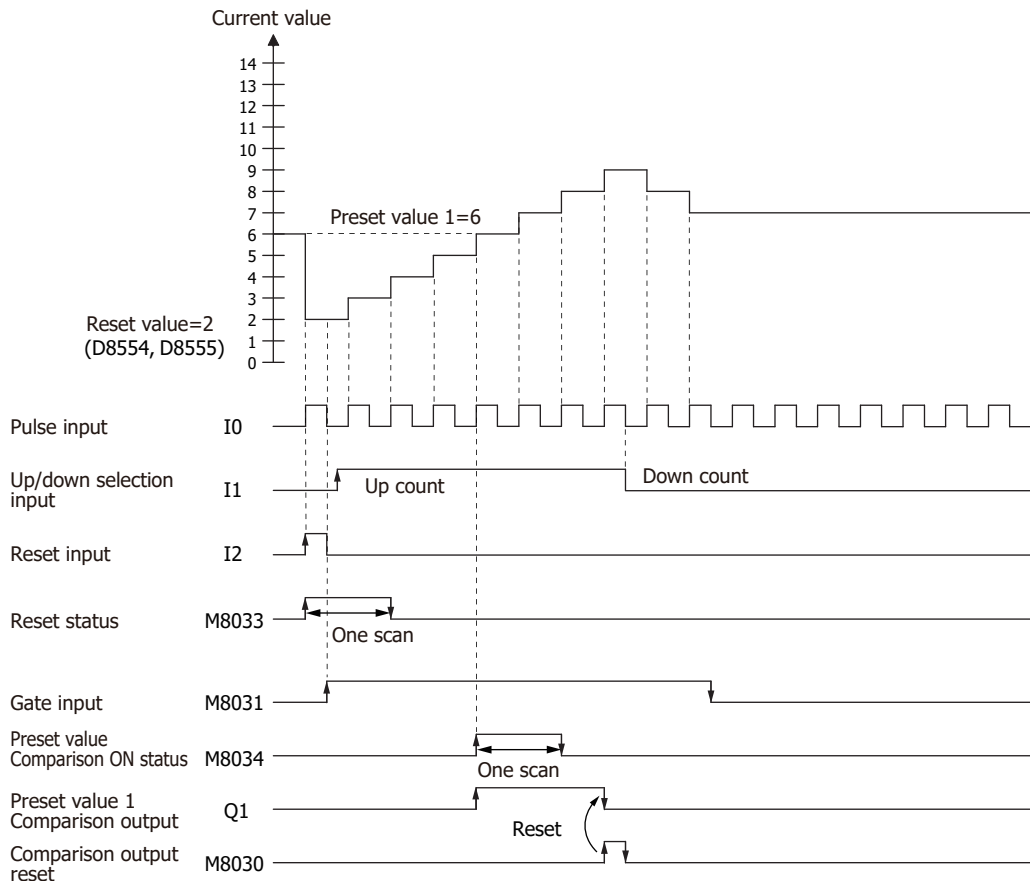 Current value
14
13
12
11
10
9
8
7
Preset value 1=6
6
5
4
3
Reset value=2
2
(D8554, D8555)
1
0
Pulse input I0
Up/down selection
input I1
Up count
Down count
Reset input I2
Reset status M8033
One scan
Gate input M8031
Preset value
Comparison ON status M8034
One scan
Preset value 1
Comparison output Q1
Reset
Comparison output
reset M8030